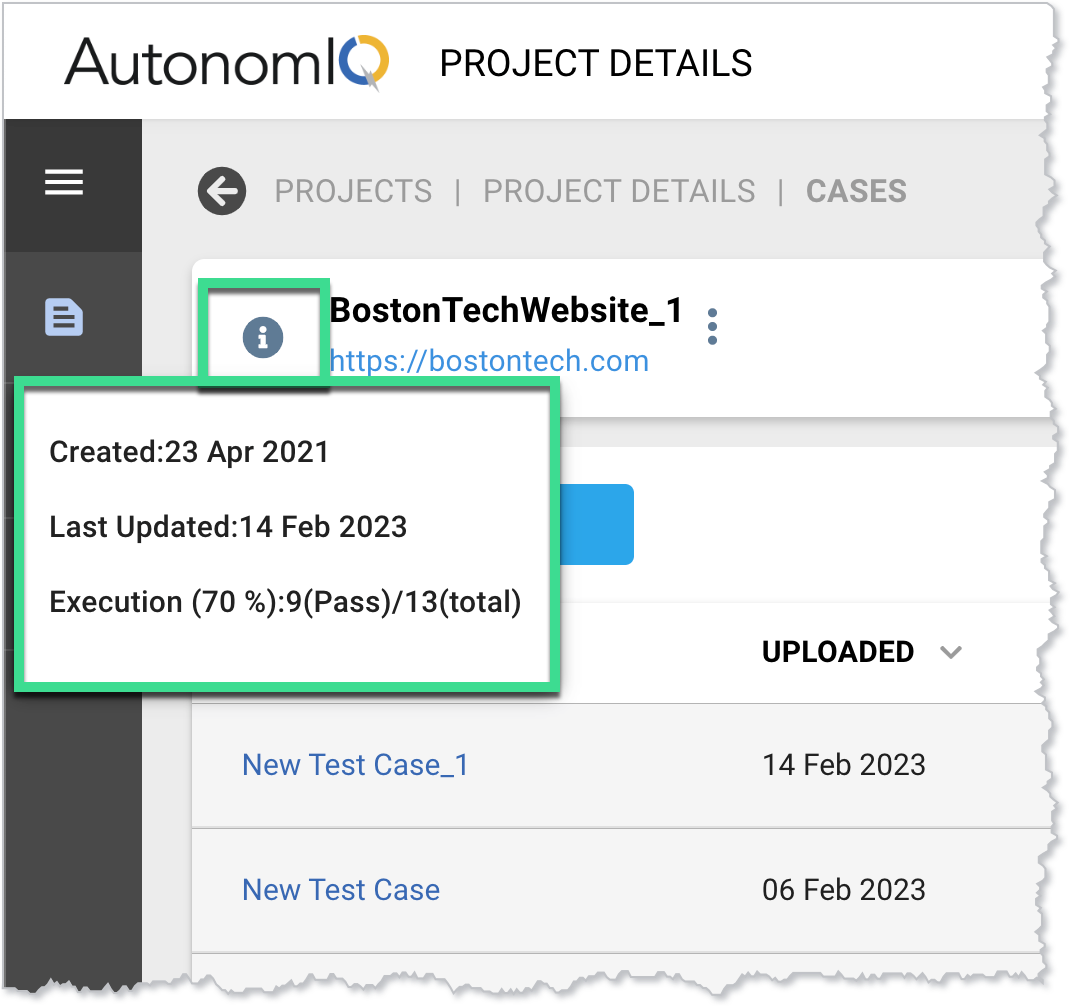 AutonomIQ PROJECT DETAILS
PROJECTS | PROJECT DETAILS | CASES
BostonTechWebsite_1
https://bostontech.com
Created:23 Apr 2021
Last Updated:14 Feb 2023
Execution (70 %):9(Pass)/13(total)
UPLOADED
New Test Case_1 14 Feb 2023
New Test Case 06 Feb 2023